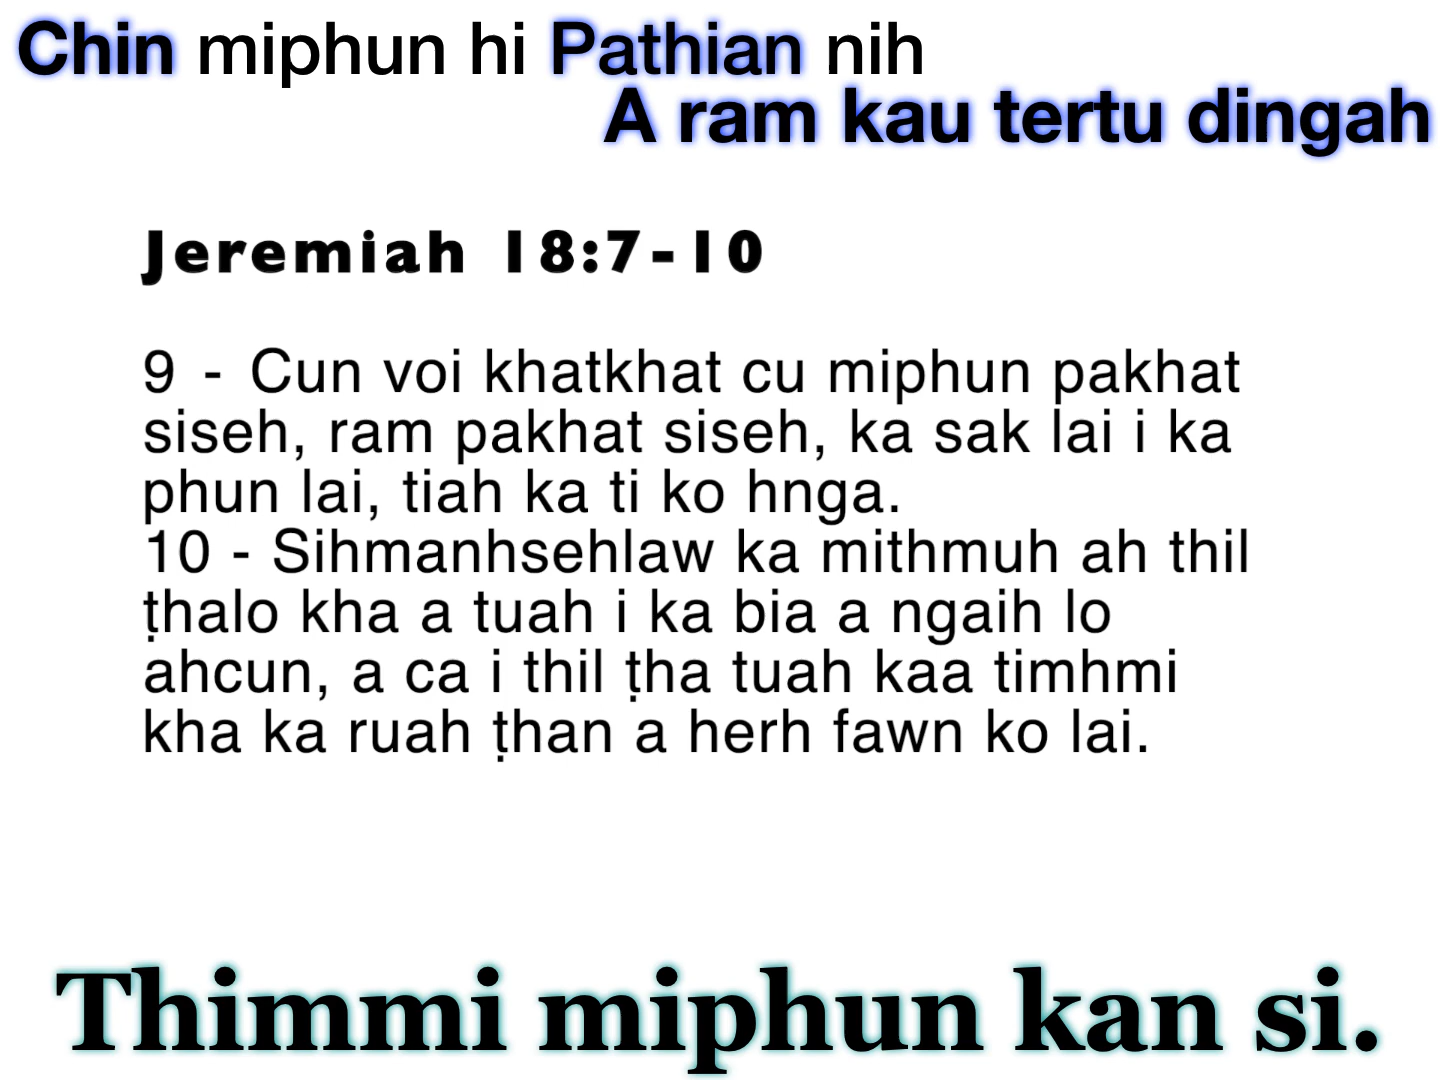 Chin miphun hi Pathian nih
A ram kau tertu dingah
Jeremiah 18:7-10
9 - Cun voi khatkhat cu miphun pakhat
siseh, ram pakhat siseh, ka sak lai i ka
phun lai, tiah ka ti ko hnga.
10 - Sihmanhsehlaw ka mithmuh ah thil
ṭhalo kha a tuah i ka bia a ngaih lo
ahcun, a ca i thil ṭha tuah kaa timhmi
kha ka ruah ṭhan a herh fawn ko lai.
Thimmi miphun kan si.